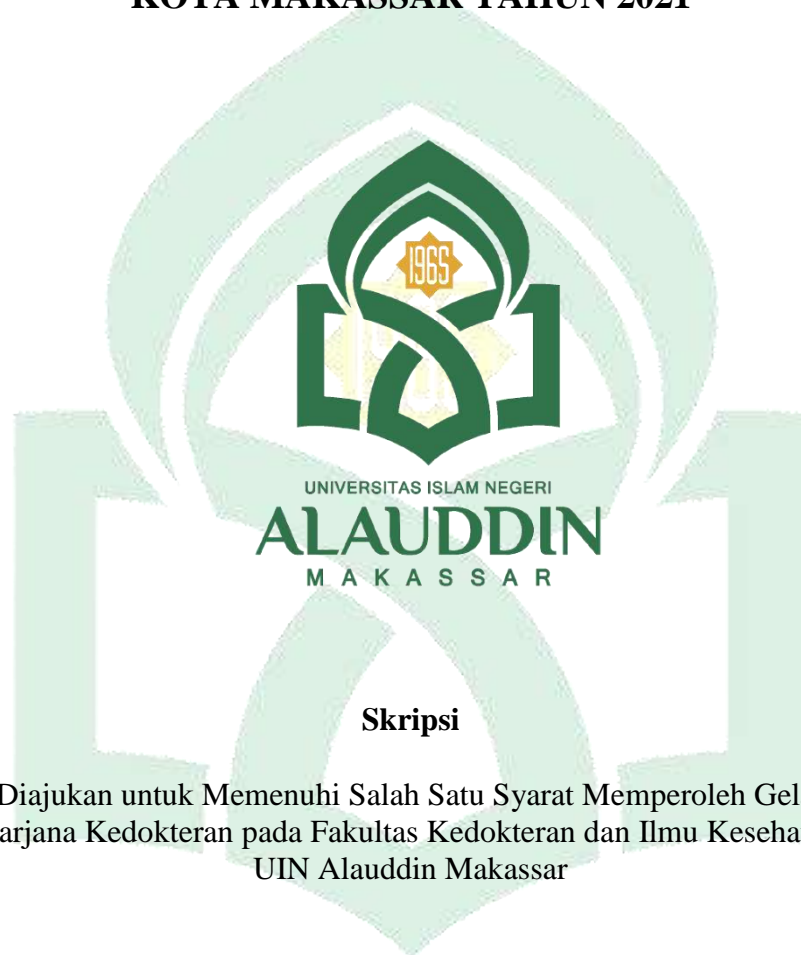 KOTA MAKASSAR TAHUN 2021
1965
UNIVERSITAS ISLAM NEGERI
ALAUDDIN
MAKASSAR
Skripsi
Diajukan untuk Memenuhi Salah Satu Syarat Memperoleh Gel
arjana Kedokteran pada Fakultas Kedokteran dan Ilmu Keseha
UIN Alauddin Makassar